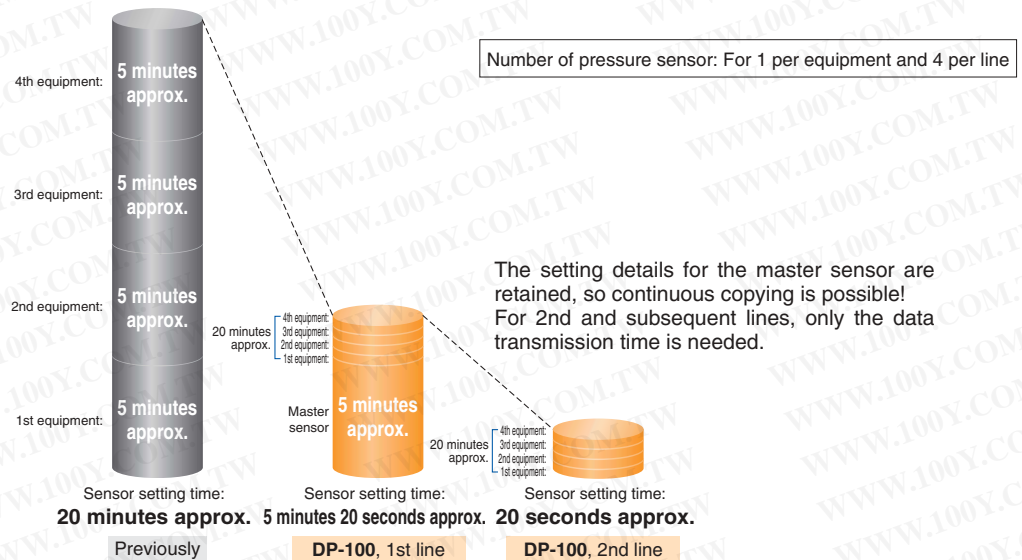 Number of pressure sensor: For 1 per equipment and 4 per line
4th equipment:
5 minutes
approx.
3rd equipment:
5 minutes
approx.
2nd equipment:
5 minutes
approx.
1st equipment:
5 minutes
approx.
Sensor setting time:
20 minutes approx.
Previously
20 minutes
approx.
4th equipment:
3rd equipment:
2nd equipment:
1st equipment:
Master
sensor
5 minutes
approx.
Sensor setting time:
5 minutes 20 seconds approx.
DP-100, 1st line
The setting details for the master sensor are
retained, so continuous copying is possible!
For 2nd and subsequent lines, only the data
transmission time is needed.
20 minutes
approx.
4th equipment:
3rd equipment:
2nd equipment:
1st equipment:
Sensor setting time:
20 seconds approx.
DP-100, 2nd line
WWW.100Y.COM.TW